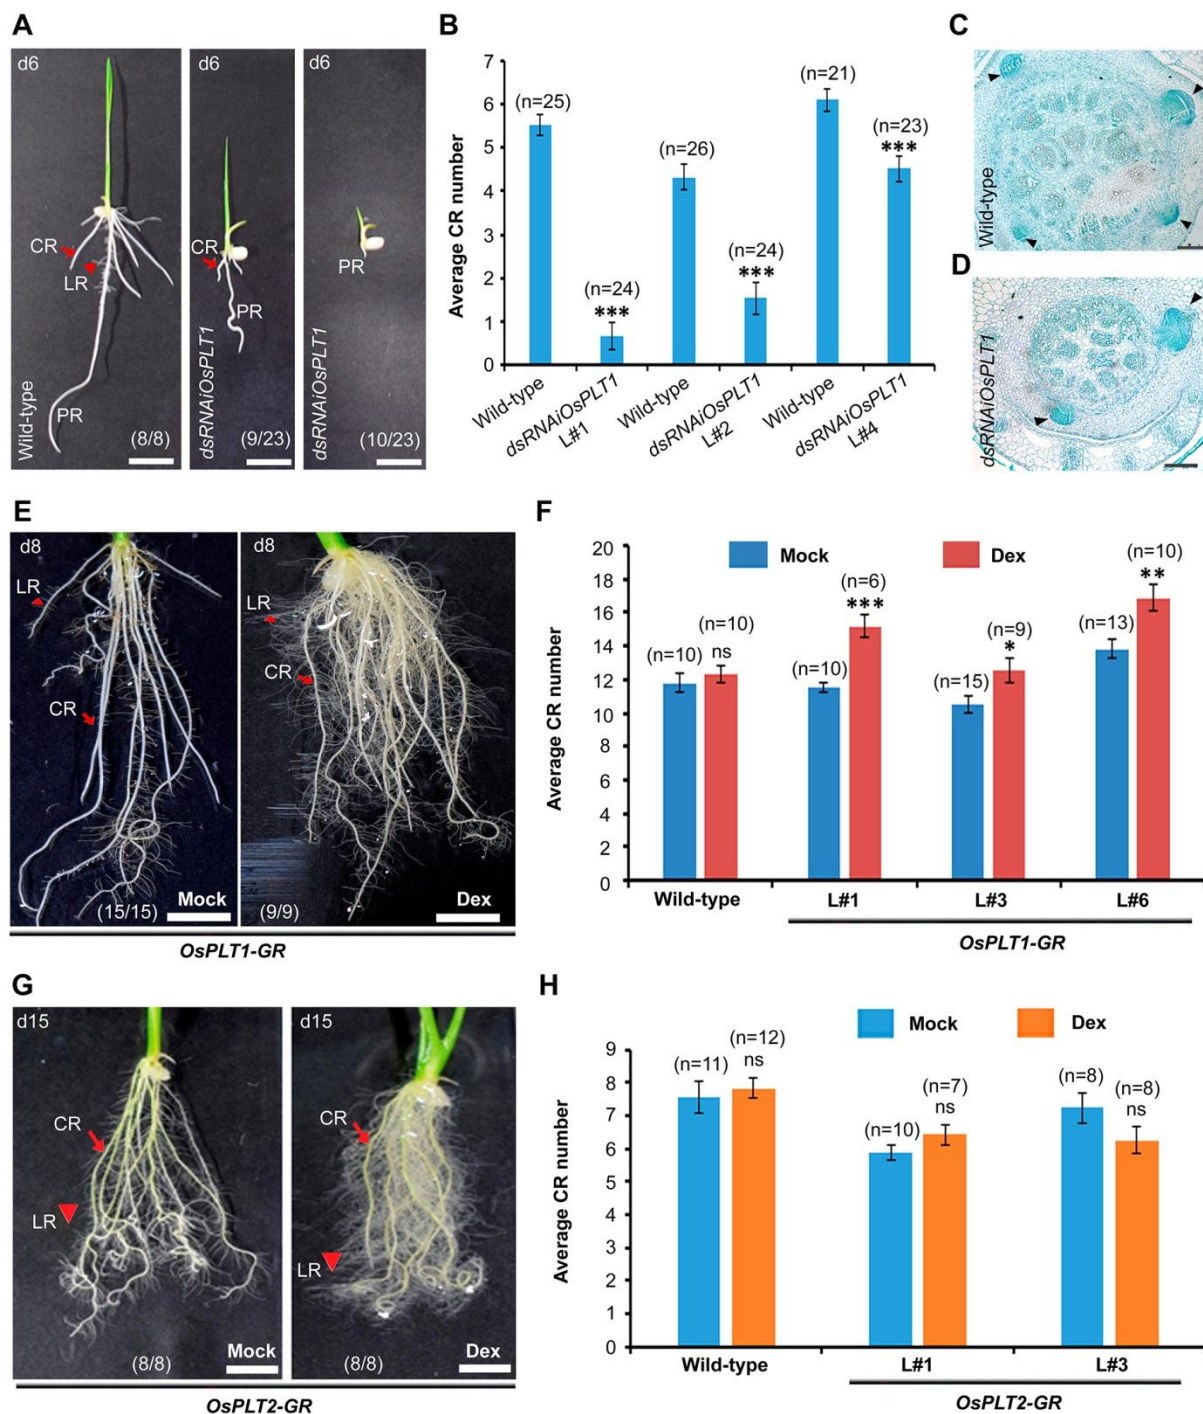 A
d6
CR
LR
PR
Wild-type
(8/8)
d6
CR
PR
dsRNAiOsPLT1
(9/23)
d6
PR
dsRNAiOsPLT1
(10/23)
B
Average CR number
7
6
5
4
3
2
1
0
(n=25)
(n=24)
***
(n=26)
(n=24)
***
(n=21)
(n=23)
***
Wild-type
dsRNAiOsPLT1
L#1
Wild-type
dsRNAiOsPLT1
L#2
Wild-type
dsRNAiOsPLT1
L#4
C
Wild-type
D
dsRNAiOsPLT1
E
d8
LR
CR
Mock
(15/15)
d8
LR
CR
Dex
(9/9)
OsPLT1-GR
F
Mock
Dex
Average CR number
20
18
16
14
12
10
8
6
4
2
0
(n=10)
(n=10)
ns
(n=10)
(n=6)
***
(n=15)
(n=9)
*
(n=13)
(n=10)
**
Wild-type
L#1
L#3
L#6
OsPLT1-GR
G
d15
CR
LR
Mock
(8/8)
d15
CR
LR
Dex
(8/8)
OsPLT2-GR
H
Mock
Dex
Average CR number
9
8
7
6
5
4
3
2
1
0
(n=11)
(n=12)
ns
(n=10)
(n=7)
ns
(n=8)
(n=8)
ns
Wild-type
L#1
L#3
OsPLT2-GR